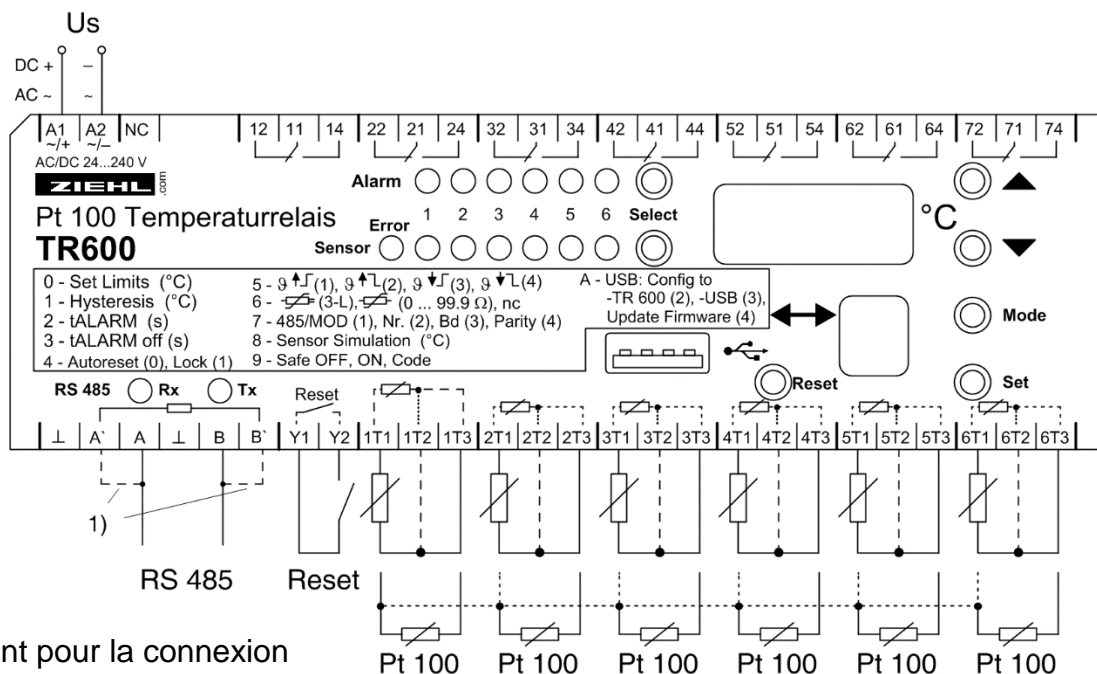 Us
DC + –
AC ~ ~
A1 A2 NC 12 11 14 22 21 24 32 31 34 42 41 44 52 51 54 62 61 64 72 71 74
~/+ ~/–
AC/DC 24...240 V
ZIEHL .com
Alarm
Pt 100 Temperaturrelais
Error 1 2 3 4 5 6 Select
°C
TR600
Sensor
0 - Set Limits (°C)
1 - Hysteresis (°C)
2 - tALARM (s)
3 - tALARM off (s)
4 - Autoreset (0), Lock (1)
5 - ϑ (1), ϑ (2), ϑ (3), ϑ (4)
6 - (3-L), (0 ... 99.9 Ω), nc
7 - 485/MOD (1), Nr. (2), Bd (3), Parity (4)
8 - Sensor Simulation (°C)
9 - Safe OFF, ON, Code
A - USB: Config to
-TR 600 (2), -USB (3),
Update Firmware (4)
Mode
Reset
Set
RS 485 Rx Tx
Reset
⊥ A` A ⊥ B B` Y1 Y2 1T1 1T2 1T3 2T1 2T2 2T3 3T1 3T2 3T3 4T1 4T2 4T3 5T1 5T2 5T3 6T1 6T2 6T3
1)
RS 485 Reset
nt pour la connexion
Pt 100 Pt 100 Pt 100 Pt 100 Pt 100 Pt 100